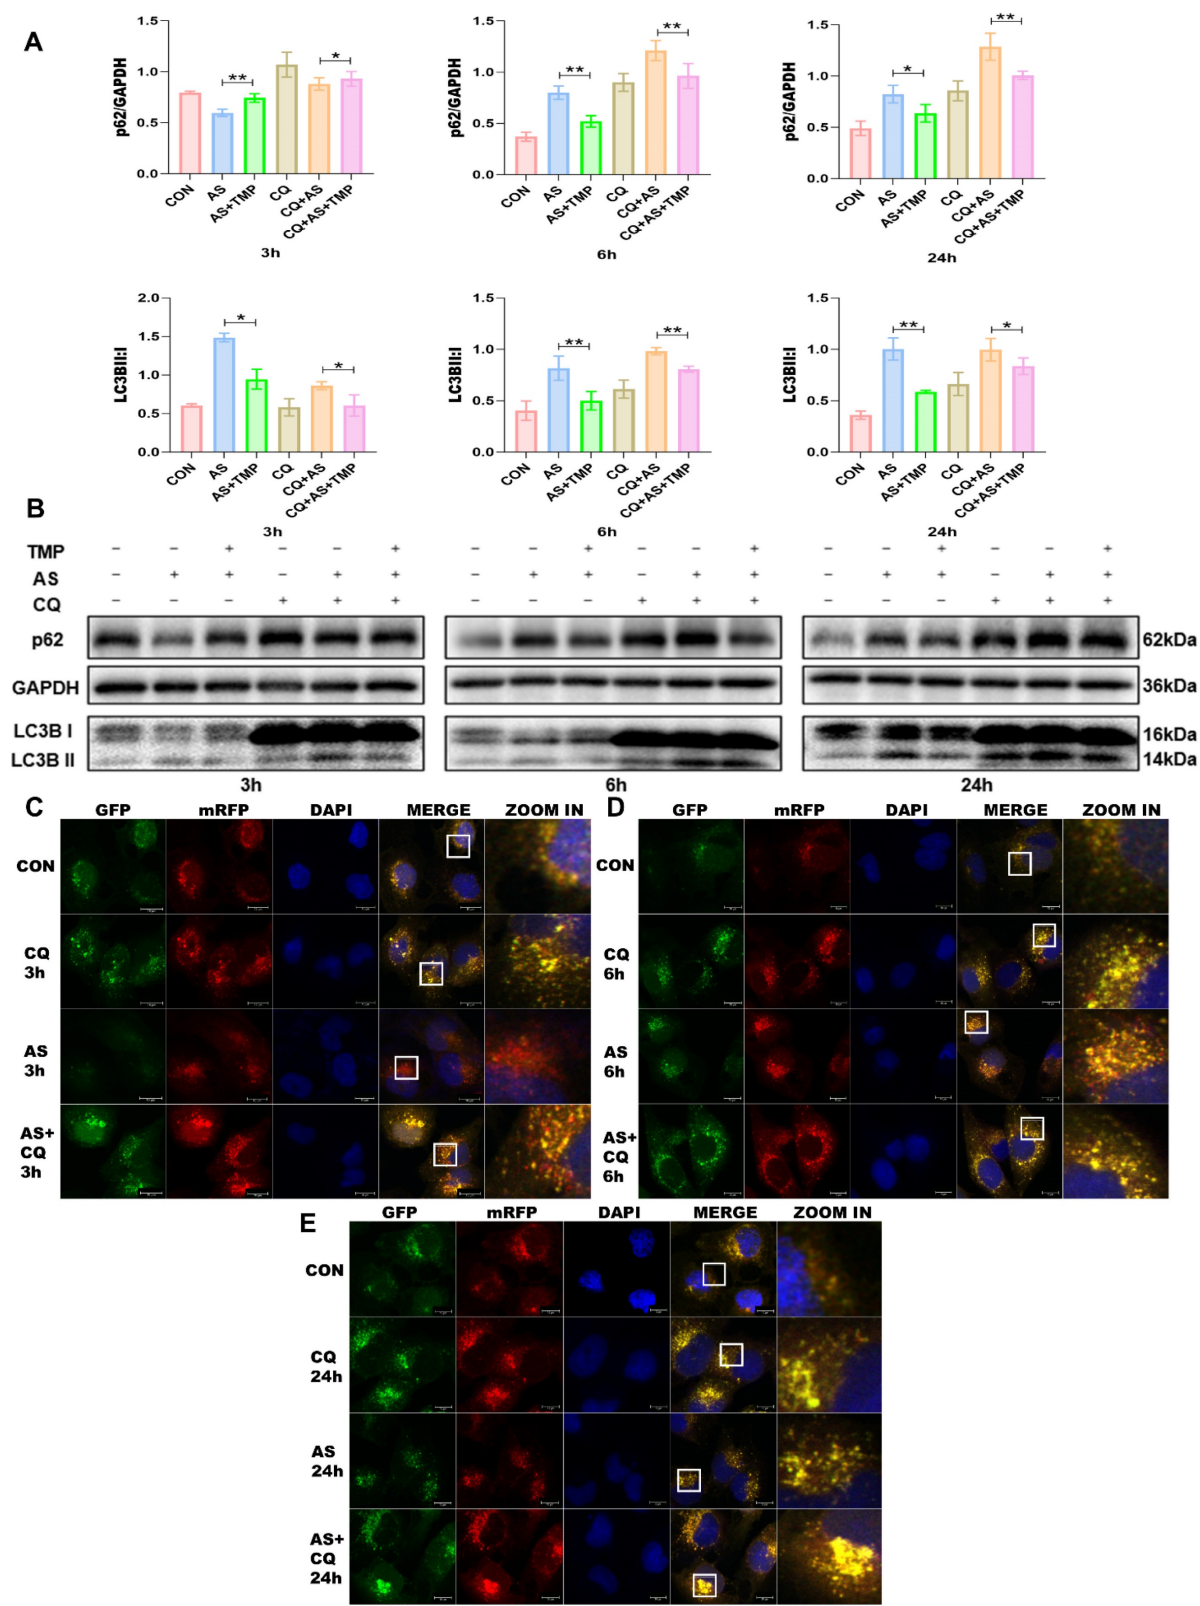 A
p62/GAPDH
1.5
1.0
0.5
0.0
**
*
CON
AS
AS+TMP
CQ
CQ+AS
CQ+AS+TMP
3h
p62/GAPDH
1.5
1.0
0.5
0.0
**
**
CON
AS
AS+TMP
CQ
CQ+AS
CQ+AS+TMP
6h
p62/GAPDH
1.5
1.0
0.5
0.0
*
**
CON
AS
AS+TMP
CQ
CQ+AS
CQ+AS+TMP
24h
LC3BII:I
2.0
1.5
1.0
0.5
0.0
*
*
CON
AS
AS+TMP
CQ
CQ+AS
CQ+AS+TMP
3h
LC3BII:I
1.5
1.0
0.5
0.0
**
**
CON
AS
AS+TMP
CQ
CQ+AS
CQ+AS+TMP
6h
LC3BII:I
1.5
1.0
0.5
0.0
**
*
CON
AS
AS+TMP
CQ
CQ+AS
CQ+AS+TMP
24h
B
TMP − − + − − + − − + − − + − − + − − +
AS − + + − + + − + + − + + − + + − + +
CQ − − − + + + − − − + + + − − − + + +
p62 62kDa
GAPDH 36kDa
LC3B I 16kDa
LC3B II 14kDa
3h 6h 24h
C
GFP mRFP DAPI MERGE ZOOM IN
CON
CQ
3h
AS
3h
AS+
CQ
3h
D
GFP mRFP DAPI MERGE ZOOM IN
CON
CQ
6h
AS
6h
AS+
CQ
6h
E
GFP mRFP DAPI MERGE ZOOM IN
CON
CQ
24h
AS
24h
AS+
CQ
24h